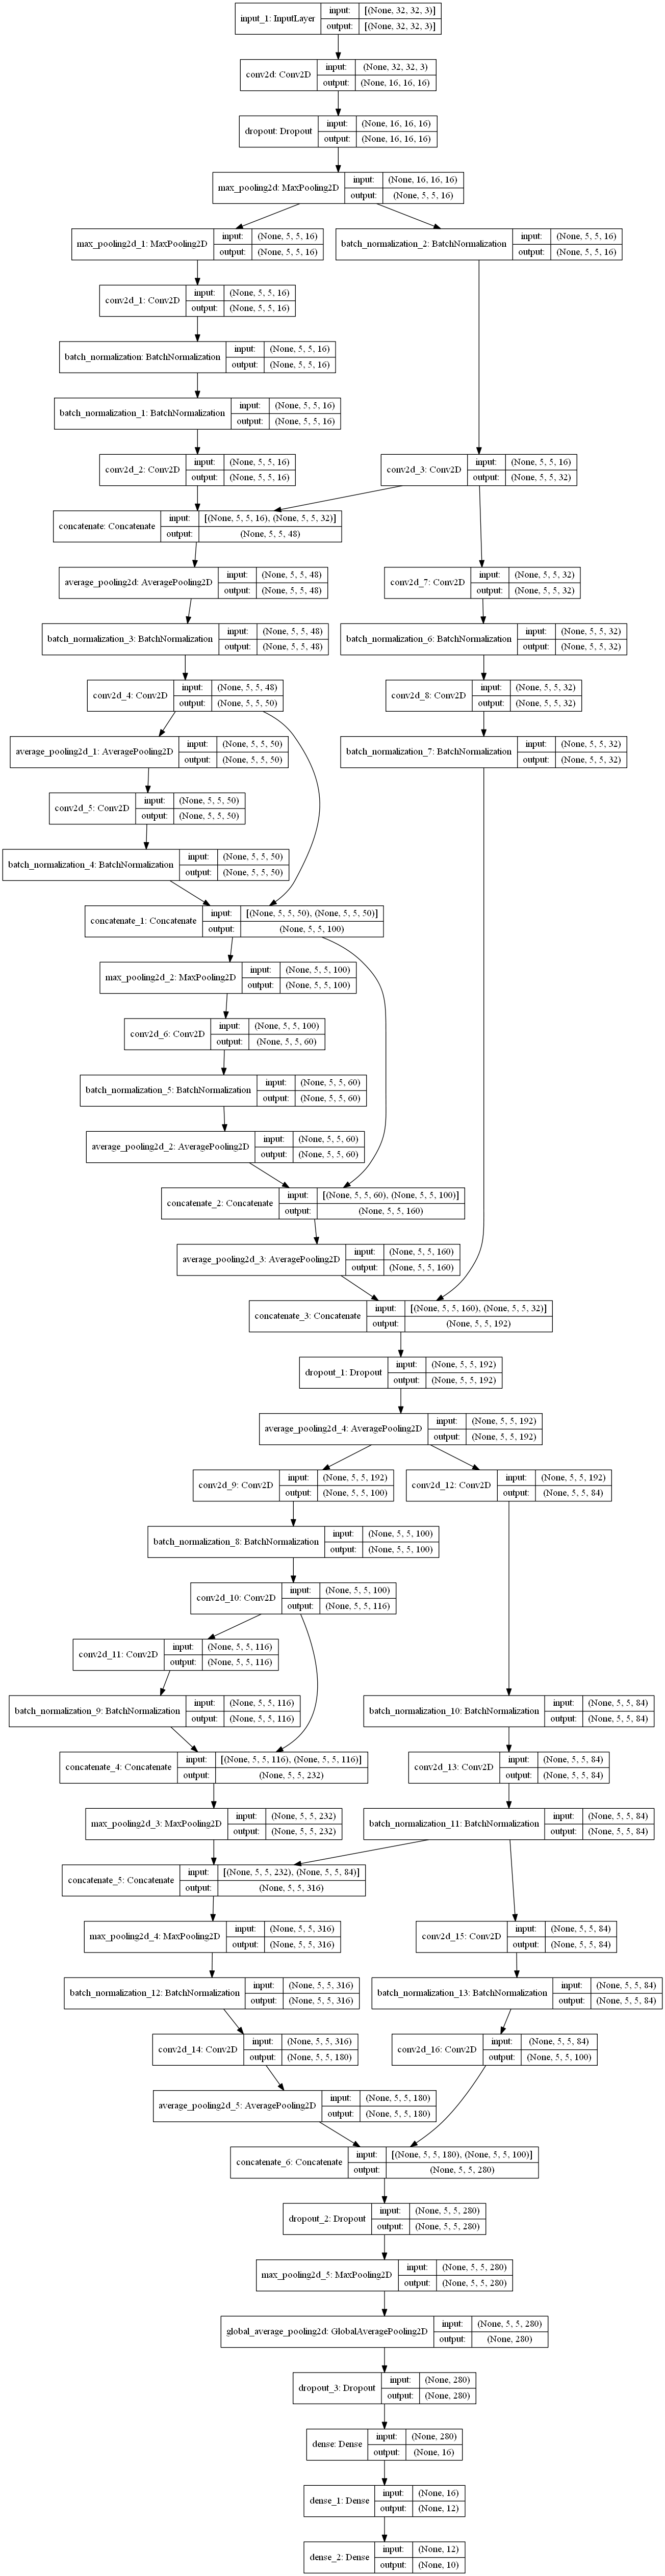 input_1: InputLayer
input: [(None, 32, 32, 3)]
output: [(None, 32, 32, 3)]
conv2d: Conv2D
input: (None, 32, 32, 3)
output: (None, 16, 16, 16)
dropout: Dropout
input: (None, 16, 16, 16)
output: (None, 16, 16, 16)
max_pooling2d: MaxPooling2D
input: (None, 16, 16, 16)
output: (None, 5, 5, 16)
max_pooling2d_1: MaxPooling2D
input: (None, 5, 5, 16)
output: (None, 5, 5, 16)
batch_normalization_2: BatchNormalization
input: (None, 5, 5, 16)
output: (None, 5, 5, 16)
conv2d_1: Conv2D
input: (None, 5, 5, 16)
output: (None, 5, 5, 16)
batch_normalization: BatchNormalization
input: (None, 5, 5, 16)
output: (None, 5, 5, 16)
batch_normalization_1: BatchNormalization
input: (None, 5, 5, 16)
output: (None, 5, 5, 16)
conv2d_2: Conv2D
input: (None, 5, 5, 16)
output: (None, 5, 5, 16)
conv2d_3: Conv2D
input: (None, 5, 5, 16)
output: (None, 5, 5, 32)
concatenate: Concatenate
input: [(None, 5, 5, 16), (None, 5, 5, 32)]
output: (None, 5, 5, 48)
average_pooling2d: AveragePooling2D
input: (None, 5, 5, 48)
output: (None, 5, 5, 48)
conv2d_7: Conv2D
input: (None, 5, 5, 32)
output: (None, 5, 5, 32)
batch_normalization_3: BatchNormalization
input: (None, 5, 5, 48)
output: (None, 5, 5, 48)
batch_normalization_6: BatchNormalization
input: (None, 5, 5, 32)
output: (None, 5, 5, 32)
conv2d_4: Conv2D
input: (None, 5, 5, 48)
output: (None, 5, 5, 50)
conv2d_8: Conv2D
input: (None, 5, 5, 32)
output: (None, 5, 5, 32)
average_pooling2d_1: AveragePooling2D
input: (None, 5, 5, 50)
output: (None, 5, 5, 50)
batch_normalization_7: BatchNormalization
input: (None, 5, 5, 32)
output: (None, 5, 5, 32)
conv2d_5: Conv2D
input: (None, 5, 5, 50)
output: (None, 5, 5, 50)
batch_normalization_4: BatchNormalization
input: (None, 5, 5, 50)
output: (None, 5, 5, 50)
concatenate_1: Concatenate
input: [(None, 5, 5, 50), (None, 5, 5, 50)]
output: (None, 5, 5, 100)
max_pooling2d_2: MaxPooling2D
input: (None, 5, 5, 100)
output: (None, 5, 5, 100)
conv2d_6: Conv2D
input: (None, 5, 5, 100)
output: (None, 5, 5, 60)
batch_normalization_5: BatchNormalization
input: (None, 5, 5, 60)
output: (None, 5, 5, 60)
average_pooling2d_2: AveragePooling2D
input: (None, 5, 5, 60)
output: (None, 5, 5, 60)
concatenate_2: Concatenate
input: [(None, 5, 5, 60), (None, 5, 5, 100)]
output: (None, 5, 5, 160)
average_pooling2d_3: AveragePooling2D
input: (None, 5, 5, 160)
output: (None, 5, 5, 160)
concatenate_3: Concatenate
input: [(None, 5, 5, 160), (None, 5, 5, 32)]
output: (None, 5, 5, 192)
dropout_1: Dropout
input: (None, 5, 5, 192)
output: (None, 5, 5, 192)
average_pooling2d_4: AveragePooling2D
input: (None, 5, 5, 192)
output: (None, 5, 5, 192)
conv2d_9: Conv2D
input: (None, 5, 5, 192)
output: (None, 5, 5, 100)
conv2d_12: Conv2D
input: (None, 5, 5, 192)
output: (None, 5, 5, 84)
batch_normalization_8: BatchNormalization
input: (None, 5, 5, 100)
output: (None, 5, 5, 100)
conv2d_10: Conv2D
input: (None, 5, 5, 100)
output: (None, 5, 5, 116)
conv2d_11: Conv2D
input: (None, 5, 5, 116)
output: (None, 5, 5, 116)
batch_normalization_9: BatchNormalization
input: (None, 5, 5, 116)
output: (None, 5, 5, 116)
batch_normalization_10: BatchNormalization
input: (None, 5, 5, 84)
output: (None, 5, 5, 84)
concatenate_4: Concatenate
input: [(None, 5, 5, 116), (None, 5, 5, 116)]
output: (None, 5, 5, 232)
conv2d_13: Conv2D
input: (None, 5, 5, 84)
output: (None, 5, 5, 84)
max_pooling2d_3: MaxPooling2D
input: (None, 5, 5, 232)
output: (None, 5, 5, 232)
batch_normalization_11: BatchNormalization
input: (None, 5, 5, 84)
output: (None, 5, 5, 84)
concatenate_5: Concatenate
input: [(None, 5, 5, 232), (None, 5, 5, 84)]
output: (None, 5, 5, 316)
max_pooling2d_4: MaxPooling2D
input: (None, 5, 5, 316)
output: (None, 5, 5, 316)
conv2d_15: Conv2D
input: (None, 5, 5, 84)
output: (None, 5, 5, 84)
batch_normalization_12: BatchNormalization
input: (None, 5, 5, 316)
output: (None, 5, 5, 316)
batch_normalization_13: BatchNormalization
input: (None, 5, 5, 84)
output: (None, 5, 5, 84)
conv2d_14: Conv2D
input: (None, 5, 5, 316)
output: (None, 5, 5, 180)
conv2d_16: Conv2D
input: (None, 5, 5, 84)
output: (None, 5, 5, 100)
average_pooling2d_5: AveragePooling2D
input: (None, 5, 5, 180)
output: (None, 5, 5, 180)
concatenate_6: Concatenate
input: [(None, 5, 5, 180), (None, 5, 5, 100)]
output: (None, 5, 5, 280)
dropout_2: Dropout
input: (None, 5, 5, 280)
output: (None, 5, 5, 280)
max_pooling2d_5: MaxPooling2D
input: (None, 5, 5, 280)
output: (None, 5, 5, 280)
global_average_pooling2d: GlobalAveragePooling2D
input: (None, 5, 5, 280)
output: (None, 280)
dropout_3: Dropout
input: (None, 280)
output: (None, 280)
dense: Dense
input: (None, 280)
output: (None, 16)
dense_1: Dense
input: (None, 16)
output: (None, 12)
dense_2: Dense
input: (None, 12)
output: (None, 10)